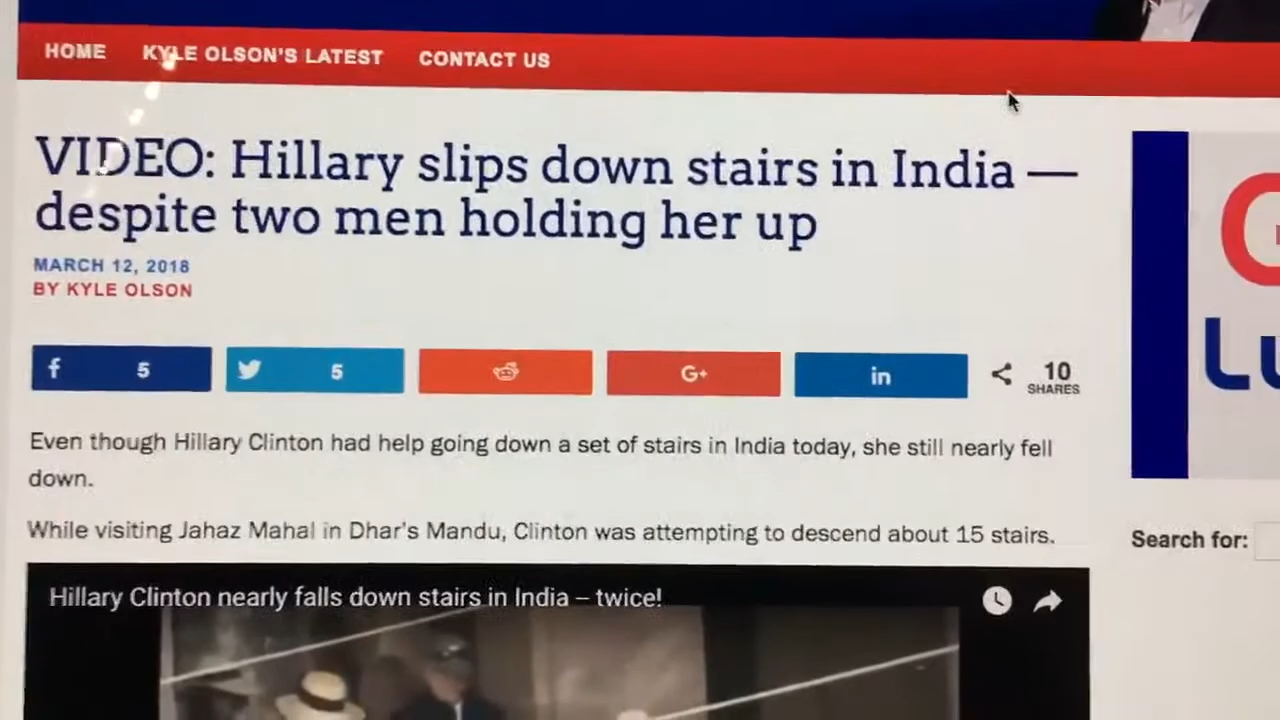 HOME KYLE OLSON'S LATEST CONTACT US
VIDEO: Hillary slips down stairs in India —
despite two men holding her up
MARCH 12, 2018
BY KYLE OLSON
f 5
5
G+
in
10
SHARES
Even though Hillary Clinton had help going down a set of stairs in India today, she still nearly fell
down.
While visiting Jahaz Mahal in Dhar's Mandu, Clinton was attempting to descend about 15 stairs.
Search for:
Hillary Clinton nearly falls down stairs in India – twice!